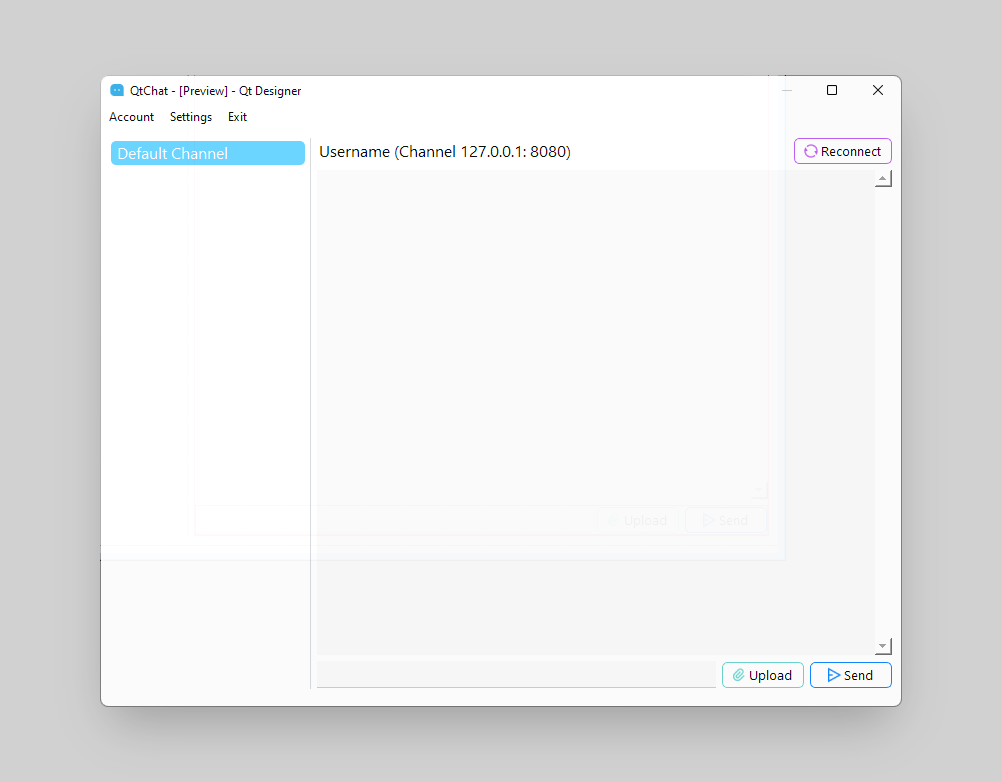 QtChat - [Preview] - Qt Designer
Account Settings Exit
Default Channel
Username (Channel 127.0.0.1: 8080)
Reconnect
Upload Send
Upload Send